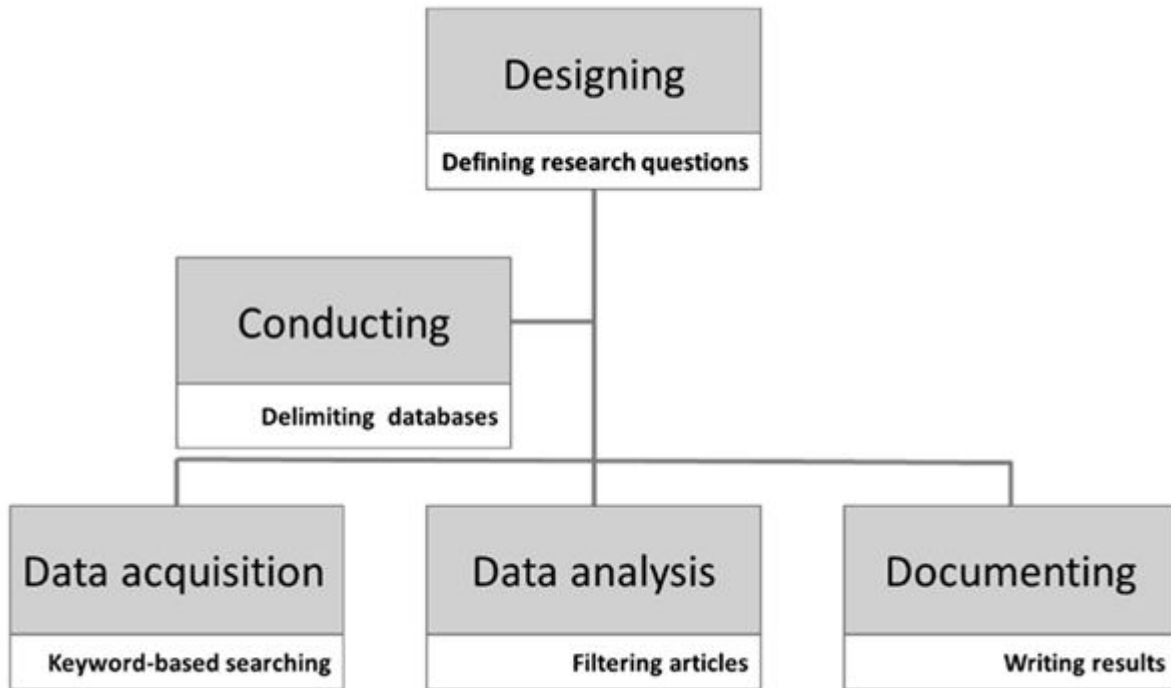 Designing
Defining research questions
Conducting
Delimiting databases
Data acquisition
Keyword-based searching
Data analysis
Filtering articles
Documenting
Writing results